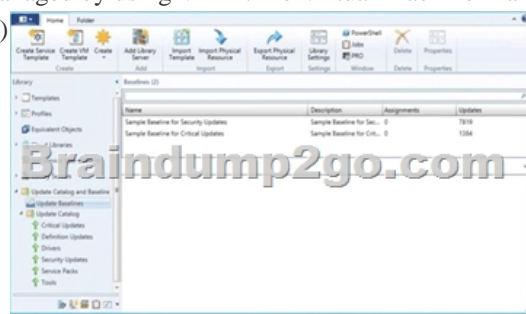 )
Home Folder
Create Service Template
Create VM Template
Create
Add Library Server
Import Template
Import Physical Resource
Export Physical Resource
Library Settings
PowerShell
Jobs
PRO
Delete
Properties
Create Add Import Export Settings Window Delete Properties
Library
Baselines (2)
Templates
Profiles
Equivalent Objects
Libraries
Name Description Assignments Updates
Sample Baseline for Security Updates Sample Baseline for Sec... 0 7819
Sample Baseline for Critical Updates Sample Baseline for Crit... 0 1384
Braindump2go.com
Update Catalog and Baseline
Update Baselines
Update Catalog
Critical Updates
Definition Updates
Drivers
Security Updates
Service Packs
Tools